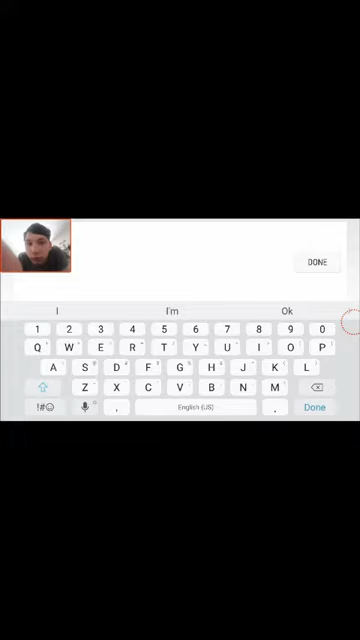 DONE
I I'm Ok
1 2 3 4 5 6 7 8 9 0
Q W E R T Y U I O P
A S D F G H J K L
Z X C V B N M
!#☺ , English (US) . Done